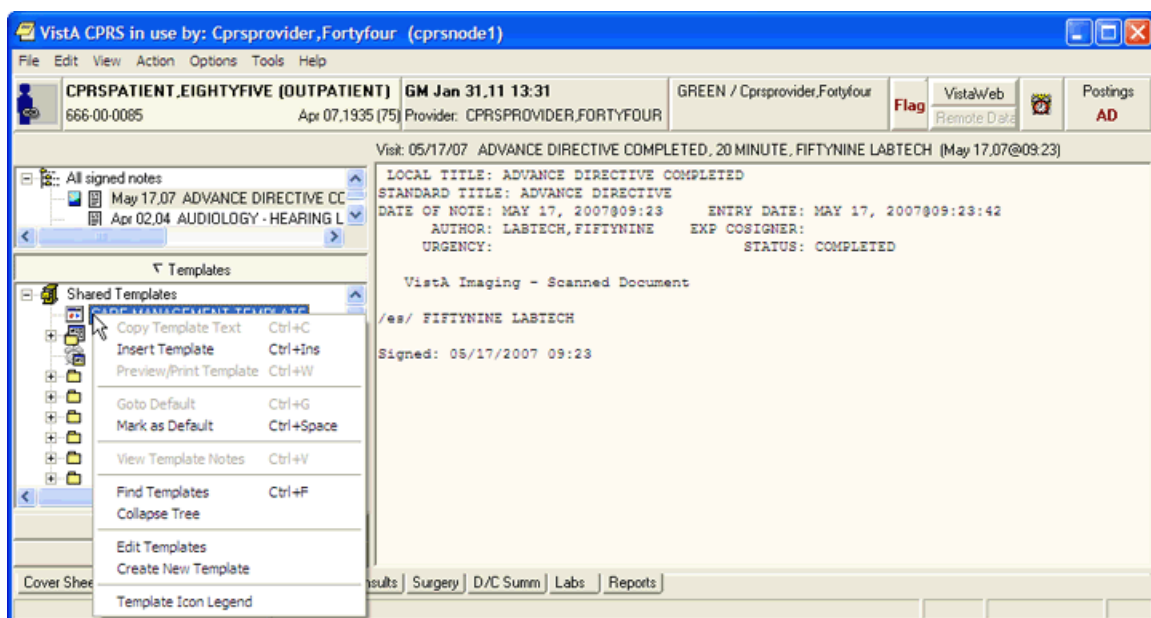 VistA CPRS in use by: Cprsprovider,Fortyfour (cprsnode1)
File Edit View Action Options Tools Help
CPRSPATIENT,EIGHTYFIVE (OUTPATIENT) GM Jan 31,11 13:31 GREEN / Cprsprovider,Fortyfour Flag VistaWeb Postings
666-00-0085 Apr 07,1935 (75) Provider: CPRSPROVIDER,FORTYFOUR Remote Data AD
Visit: 05/17/07 ADVANCE DIRECTIVE COMPLETED, 20 MINUTE, FIFTYNINE LABTECH (May 17,07@09:23)
All signed notes
May 17,07 ADVANCE DIRECTIVE CC
Apr 02,04 AUDIOLOGY - HEARING L
Templates
Shared Templates
CARE MANAGEMENT TEMPLATE
Copy Template Text Ctrl+C
Insert Template Ctrl+Ins
Preview/Print Template Ctrl+W
Goto Default Ctrl+G
Mark as Default Ctrl+Space
View Template Notes Ctrl+V
Find Templates Ctrl+F
Collapse Tree
Edit Templates
Create New Template
Template Icon Legend
LOCAL TITLE: ADVANCE DIRECTIVE COMPLETED
STANDARD TITLE: ADVANCE DIRECTIVE
DATE OF NOTE: MAY 17, 2007@09:23 ENTRY DATE: MAY 17, 2007@09:23:42
AUTHOR: LABTECH,FIFTYNINE EXP COSIGNER:
URGENCY: STATUS: COMPLETED
VistA Imaging - Scanned Document
/es/ FIFTYNINE LABTECH
Signed: 05/17/2007 09:23
Cover Shee sults Surgery D/C Summ Labs Reports